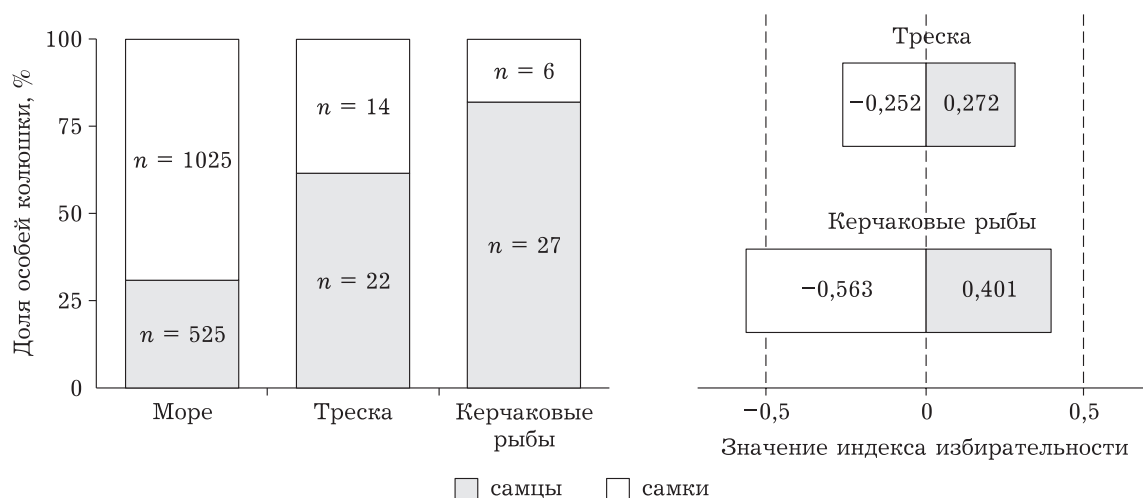 Доля особей колюшки, %
100
75
50
25
0
n = 1025
n = 525
n = 14
n = 22
n = 6
n = 27
Море
Треска
Керчаковые
рыбы
Треска
−0,252
0,272
Керчаковые рыбы
−0,563
0,401
−0,5
0
0,5
Значение индекса избирательности
самцы
самки